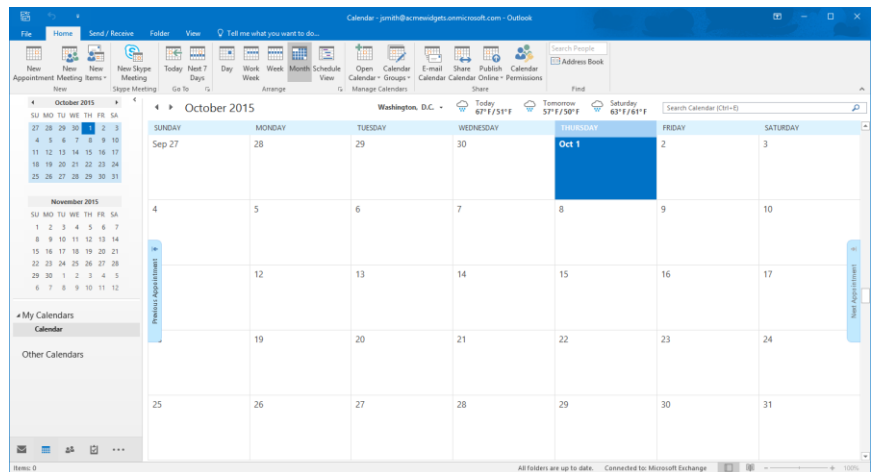 Calendar - jsmith@acmewidgets.onmicrosoft.com - Outlook
File Home Send / Receive Folder View Tell me what you want to do...
New Appointment
New Meeting
New Items
New Skype Meeting
Today
Next 7 Days
Day
Work Week
Week
Month
Schedule View
Open Calendar
Calendar Groups
E-mail Calendar
Share Calendar
Publish Online
Calendar Permissions
Search People
Address Book
New Skype Meeting Go To Arrange Manage Calendars Share Find
October 2015
SU MO TU WE TH FR SA
27 28 29 30 1 2 3
4 5 6 7 8 9 10
11 12 13 14 15 16 17
18 19 20 21 22 23 24
25 26 27 28 29 30 31
November 2015
SU MO TU WE TH FR SA
1 2 3 4 5 6 7
8 9 10 11 12 13 14
15 16 17 18 19 20 21
22 23 24 25 26 27 28
29 30 1 2 3 4 5
6 7 8 9 10 11 12
My Calendars
Calendar
Other Calendars
October 2015
Washington, D.C.
Today
67°F/51°F
Tomorrow
57°F/50°F
Saturday
63°F/61°F
Search Calendar (Ctrl+E)
SUNDAY MONDAY TUESDAY WEDNESDAY THURSDAY FRIDAY SATURDAY
Sep 27 28 29 30 Oct 1 2 3
4 5 6 7 8 9 10
12 13 14 15 16 17
19 20 21 22 23 24
25 26 27 28 29 30 31
Previous Appointment
Next Appointment
Items: 0
All folders are up to date. Connected to: Microsoft Exchange
100%